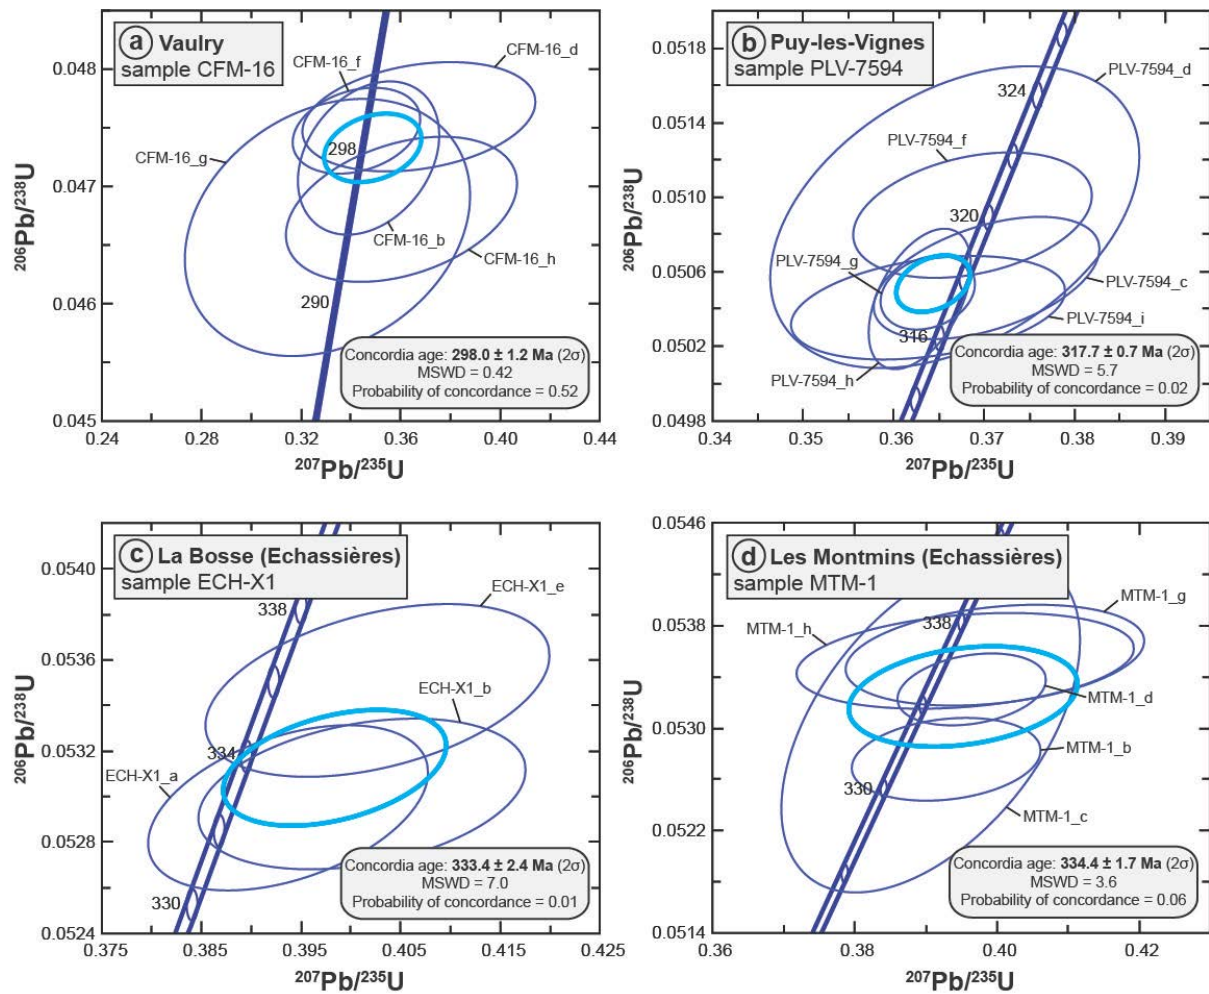 a Vaulry
sample CFM-16
CFM-16_f
CFM-16_d
CFM-16_g
298
CFM-16_b
CFM-16_h
290
Concordia age: 298.0 ± 1.2 Ma (2σ)
MSWD = 0.42
Probability of concordance = 0.52
0.048
0.047
0.046
0.045
0.24
0.28
0.32
0.36
0.40
0.44
206Pb/238U
207Pb/235U
b Puy-les-Vignes
sample PLV-7594
324
PLV-7594_d
PLV-7594_f
320
PLV-7594_g
PLV-7594_c
PLV-7594_i
316
PLV-7594_h
Concordia age: 317.7 ± 0.7 Ma (2σ)
MSWD = 5.7
Probability of concordance = 0.02
0.0518
0.0514
0.0510
0.0506
0.0502
0.0498
0.34
0.35
0.36
0.37
0.38
0.39
206Pb/238U
207Pb/235U
c La Bosse (Echassières)
sample ECH-X1
338
ECH-X1_e
ECH-X1_b
334
ECH-X1_a
330
Concordia age: 333.4 ± 2.4 Ma (2σ)
MSWD = 7.0
Probability of concordance = 0.01
0.0540
0.0536
0.0532
0.0528
0.0524
0.375
0.385
0.395
0.405
0.415
0.425
206Pb/238U
207Pb/235U
d Les Montmins (Echassières)
sample MTM-1
MTM-1_g
338
MTM-1_h
MTM-1_d
MTM-1_b
330
MTM-1_c
Concordia age: 334.4 ± 1.7 Ma (2σ)
MSWD = 3.6
Probability of concordance = 0.06
0.0546
0.0538
0.0530
0.0522
0.0514
0.36
0.38
0.40
0.42
206Pb/238U
207Pb/235U